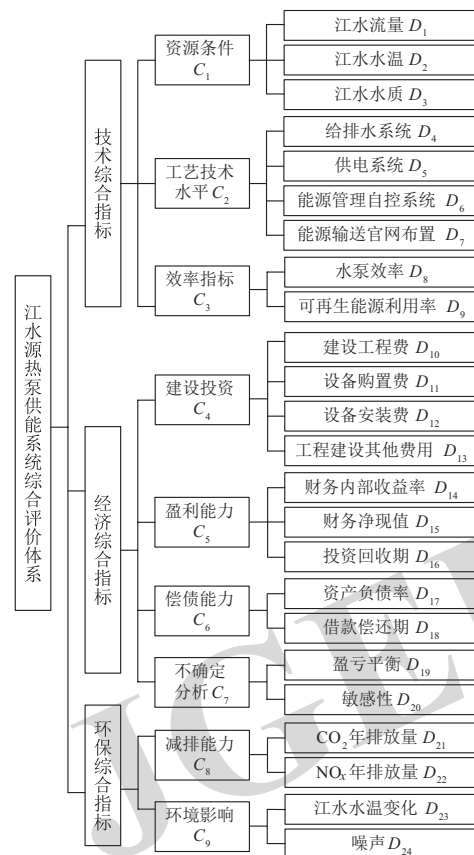 江水源热泵供能系统综合评价体系
技术综合指标
资源条件
C₁
江水流量 D₁
江水水温 D₂
江水水质 D₃
工艺技术
水平 C₂
给排水系统 D₄
供电系统 D₅
能源管理自控系统 D₆
能源输送官网布置 D₇
效率指标
C₃
水泵效率 D₈
可再生能源利用率 D₉
经济综合指标
建设投资
C₄
建设工程费 D₁₀
设备购置费 D₁₁
设备安装费 D₁₂
工程建设其他费用 D₁₃
盈利能力
C₅
财务内部收益率 D₁₄
财务净现值 D₁₅
投资回收期 D₁₆
偿债能力
C₆
资产负债率 D₁₇
借款偿还期 D₁₈
不确定
分析 C₇
盈亏平衡 D₁₉
敏感性 D₂₀
环保综合指标
减排能力
C₈
CO₂年排放量 D₂₁
NOₓ年排放量 D₂₂
环境影响
C₉
江水水温变化 D₂₃
噪声 D₂₄
JGEI